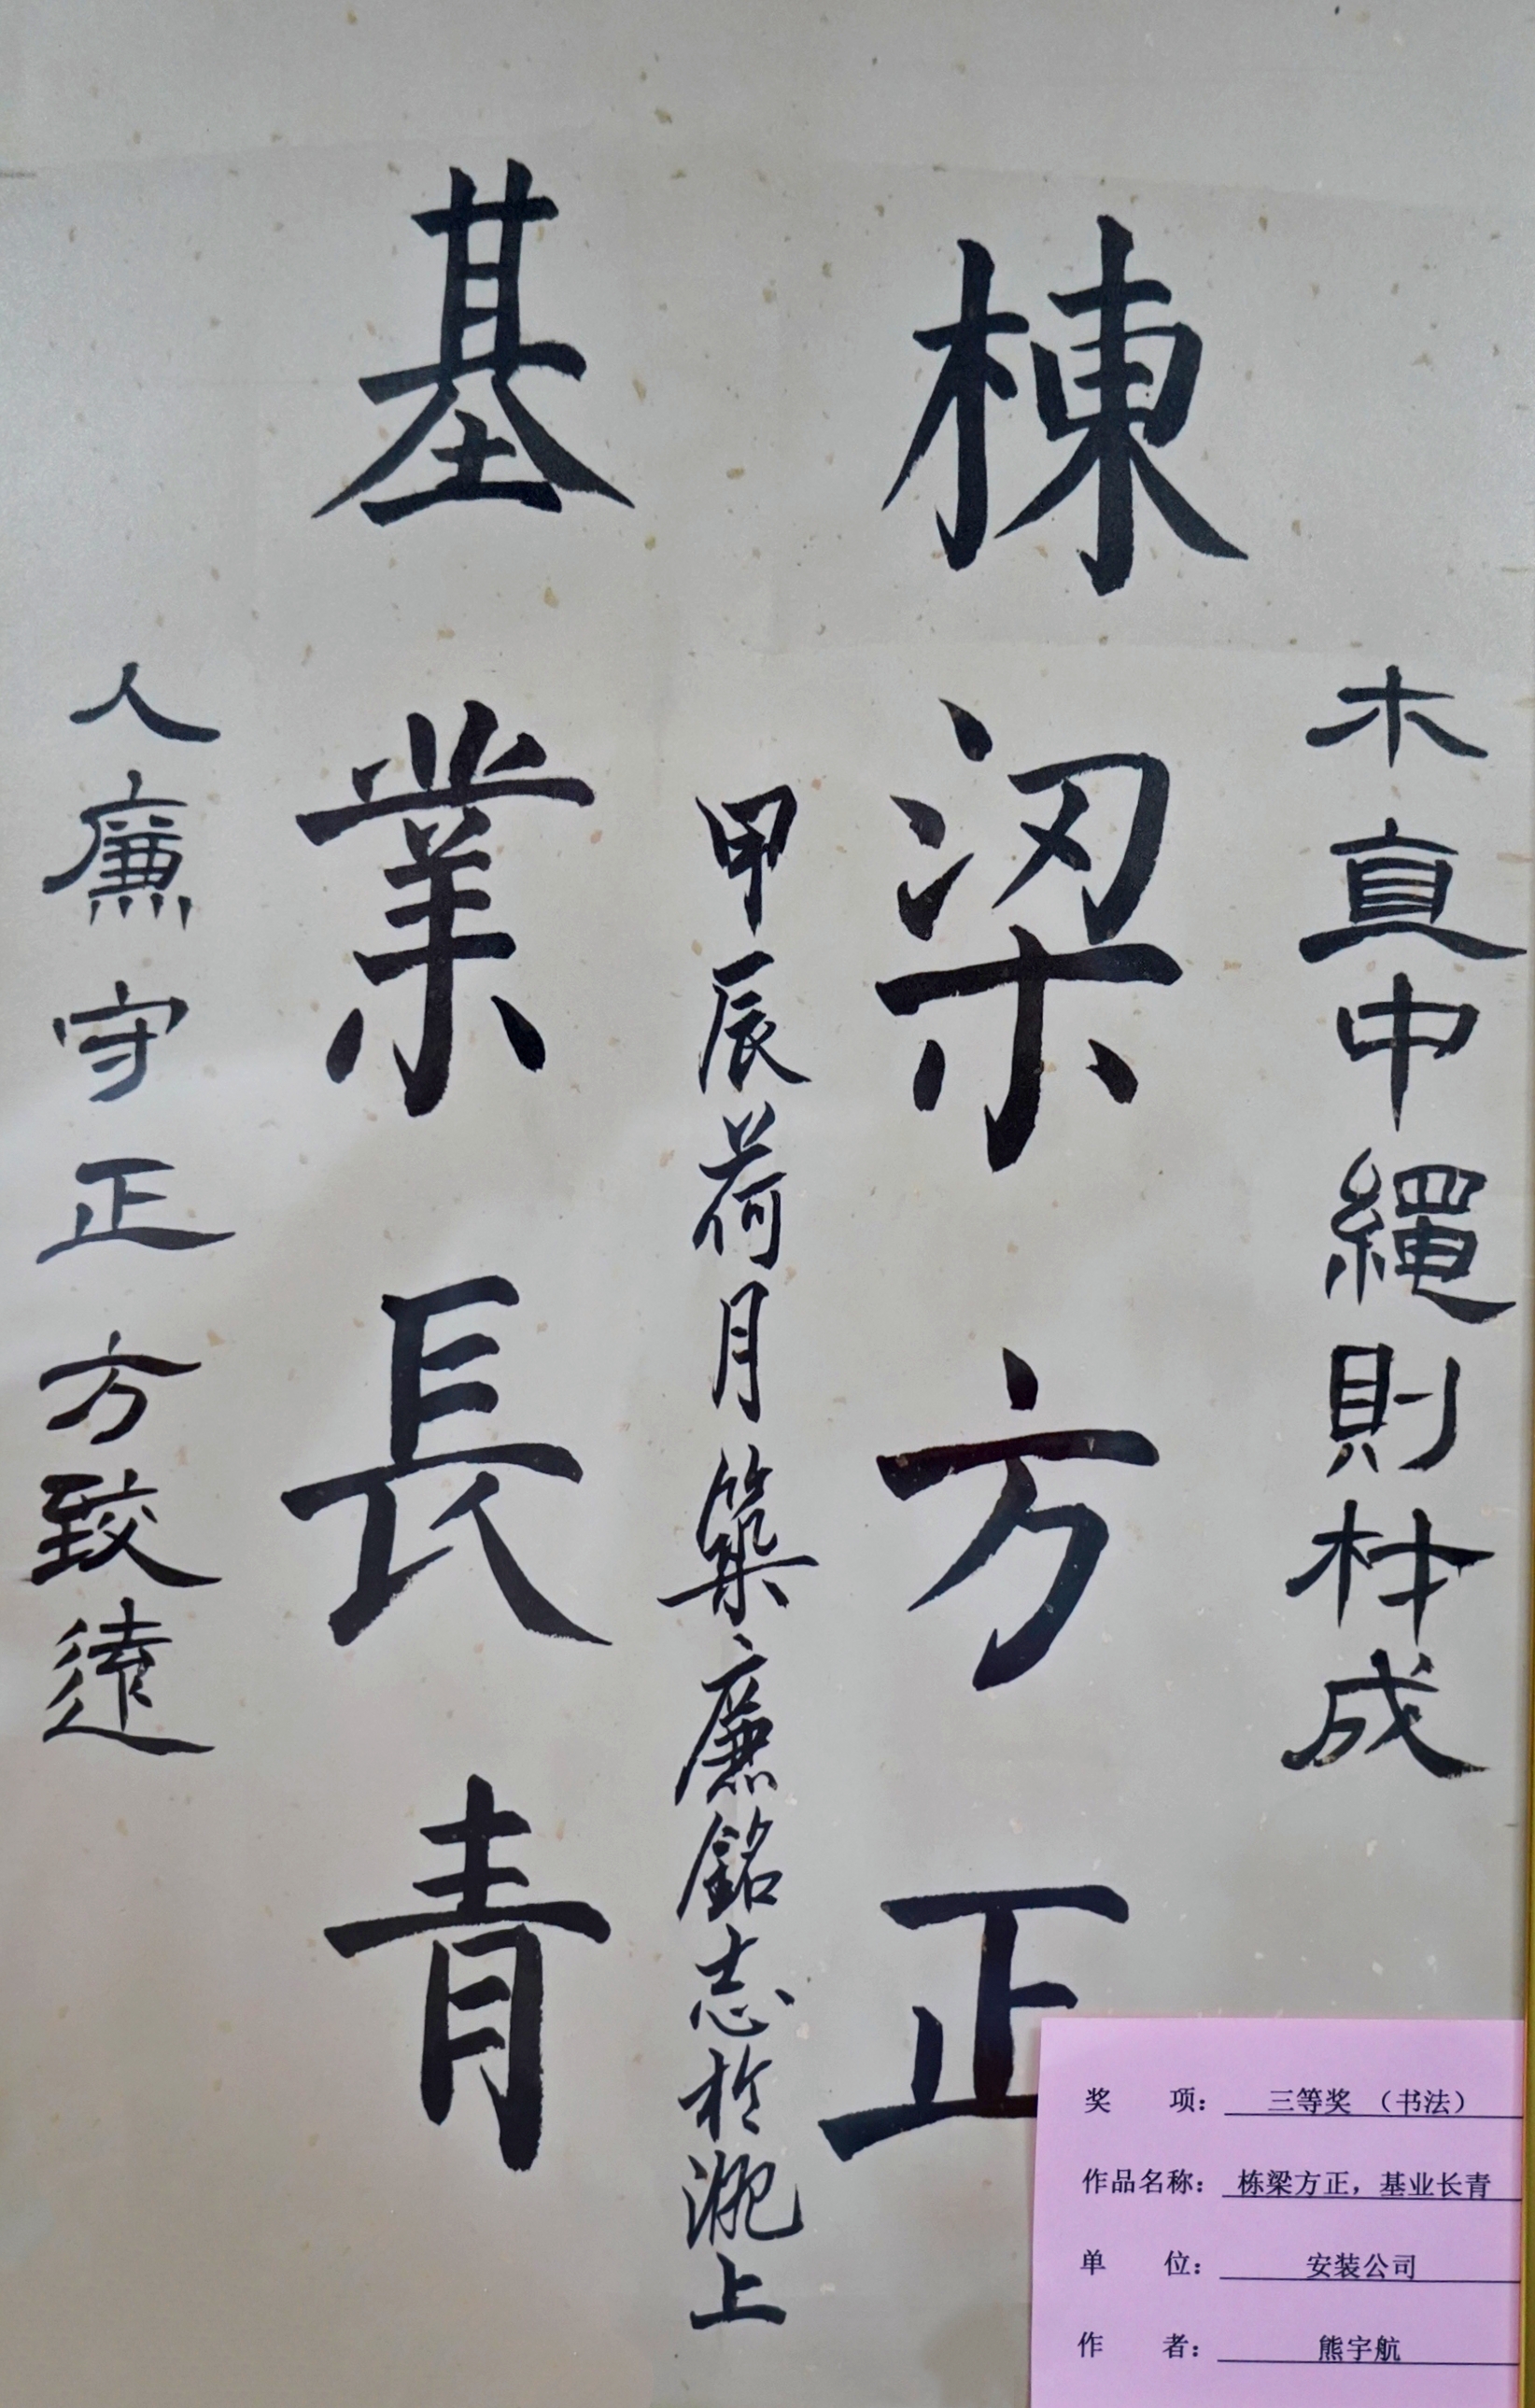 木直中繩則材成
棟梁方正
甲辰荷月築廉銘志於上
基業長青
人廉守正方致遠
奖 项： 三等奖 （书法）
作品名称： 栋梁方正，基业长青
单 位： 安装公司
作 者： 熊宇航